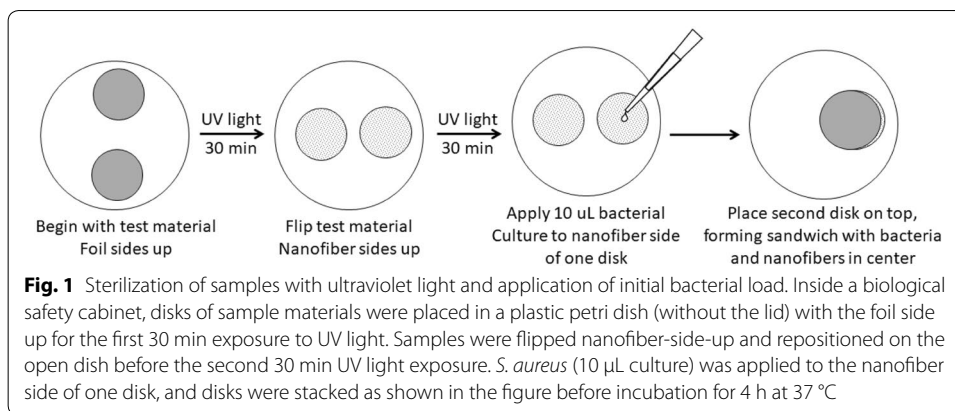 UV light
30 min
UV light
30 min
Begin with test material
Foil sides up
Flip test material
Nanofiber sides up
Apply 10 uL bacterial
Culture to nanofiber side
of one disk
Place second disk on top,
forming sandwich with bacteria
and nanofibers in center
Fig. 1 Sterilization of samples with ultraviolet light and application of initial bacterial load. Inside a biological
safety cabinet, disks of sample materials were placed in a plastic petri dish (without the lid) with the foil side
up for the first 30 min exposure to UV light. Samples were flipped nanofiber-side-up and repositioned on the
open dish before the second 30 min UV light exposure. S. aureus (10 µL culture) was applied to the nanofiber
side of one disk, and disks were stacked as shown in the figure before incubation for 4 h at 37 °C